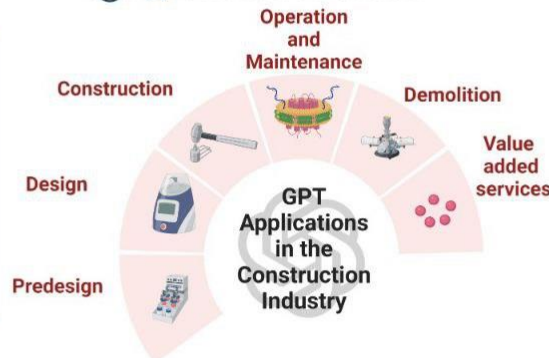 Operation
and
Maintenance
Construction
Demolition
Value
added
services
Design
Predesign
GPT
Applications
in the
Construction
Industry